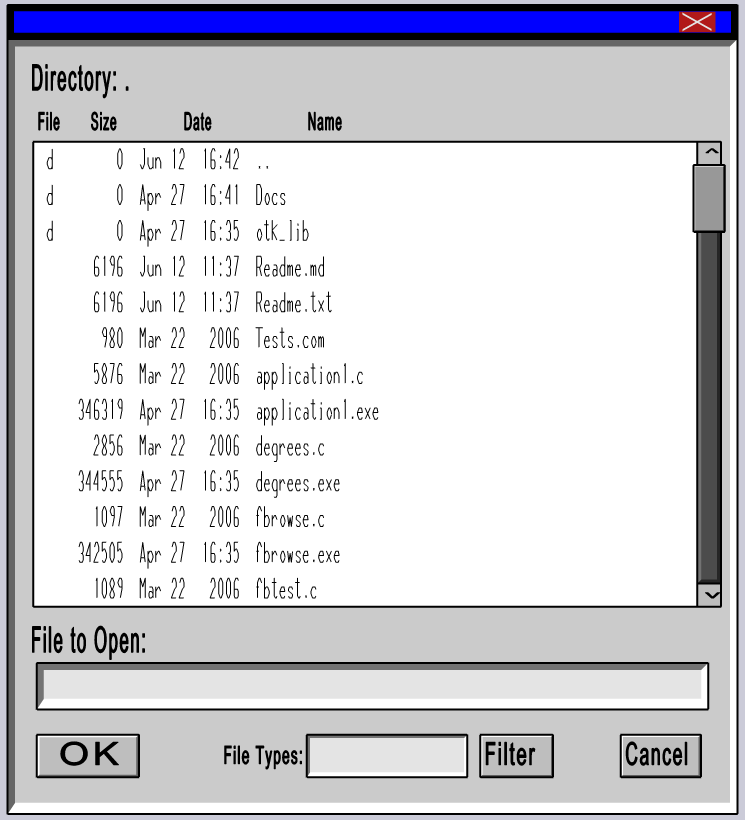 Directory: .
File Size Date Name
d 0 Jun 12 16:42 ..
d 0 Apr 27 16:41 Docs
d 0 Apr 27 16:35 otk_lib
6196 Jun 12 11:37 Readme.md
6196 Jun 12 11:37 Readme.txt
980 Mar 22 2006 Tests.com
5876 Mar 22 2006 application1.c
346319 Apr 27 16:35 application1.exe
2856 Mar 22 2006 degrees.c
344555 Apr 27 16:35 degrees.exe
1097 Mar 22 2006 fbrowse.c
342505 Apr 27 16:35 fbrowse.exe
1089 Mar 22 2006 fbtest.c
File to Open:
OK File Types: Filter Cancel